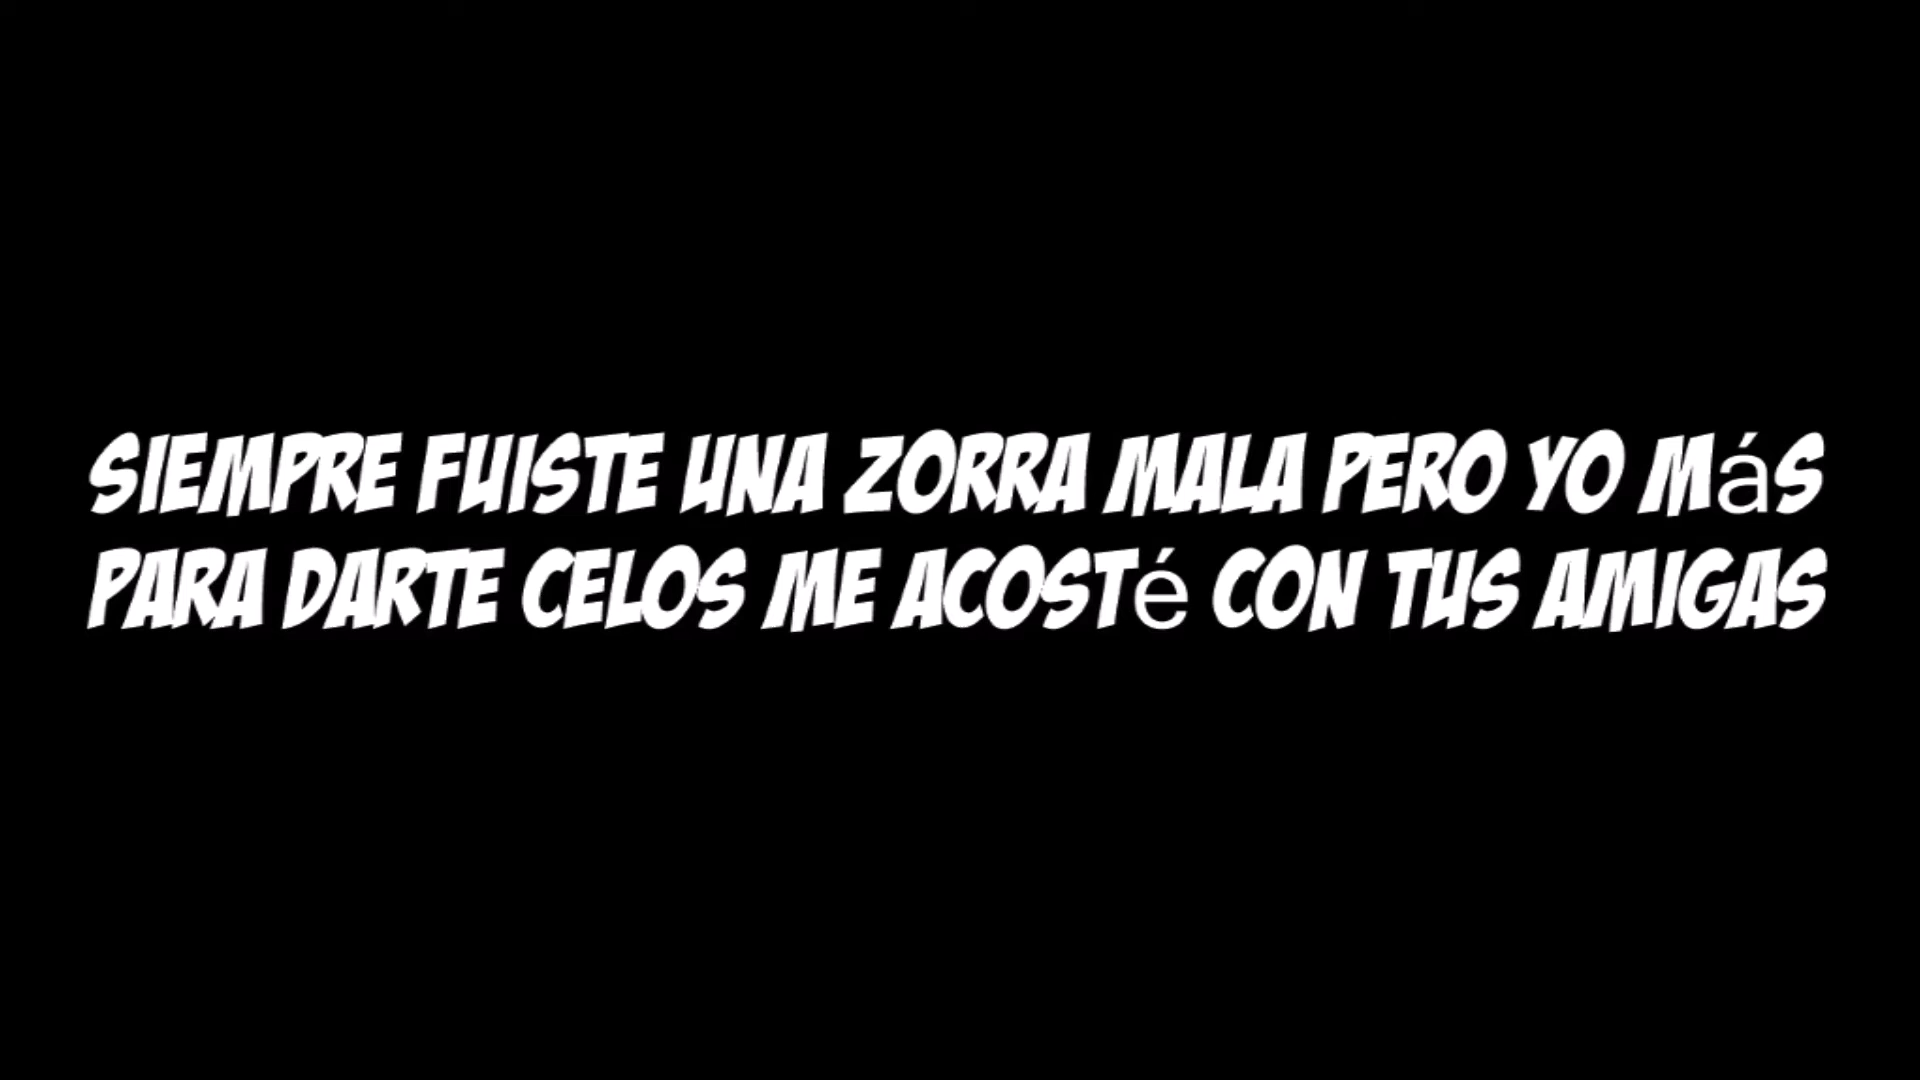 SIEMPRE FUISTE UNA ZORRA MALA PERO YO MáS
PARA DARTE CELOS ME ACOSTé CON TUS AMIGAS